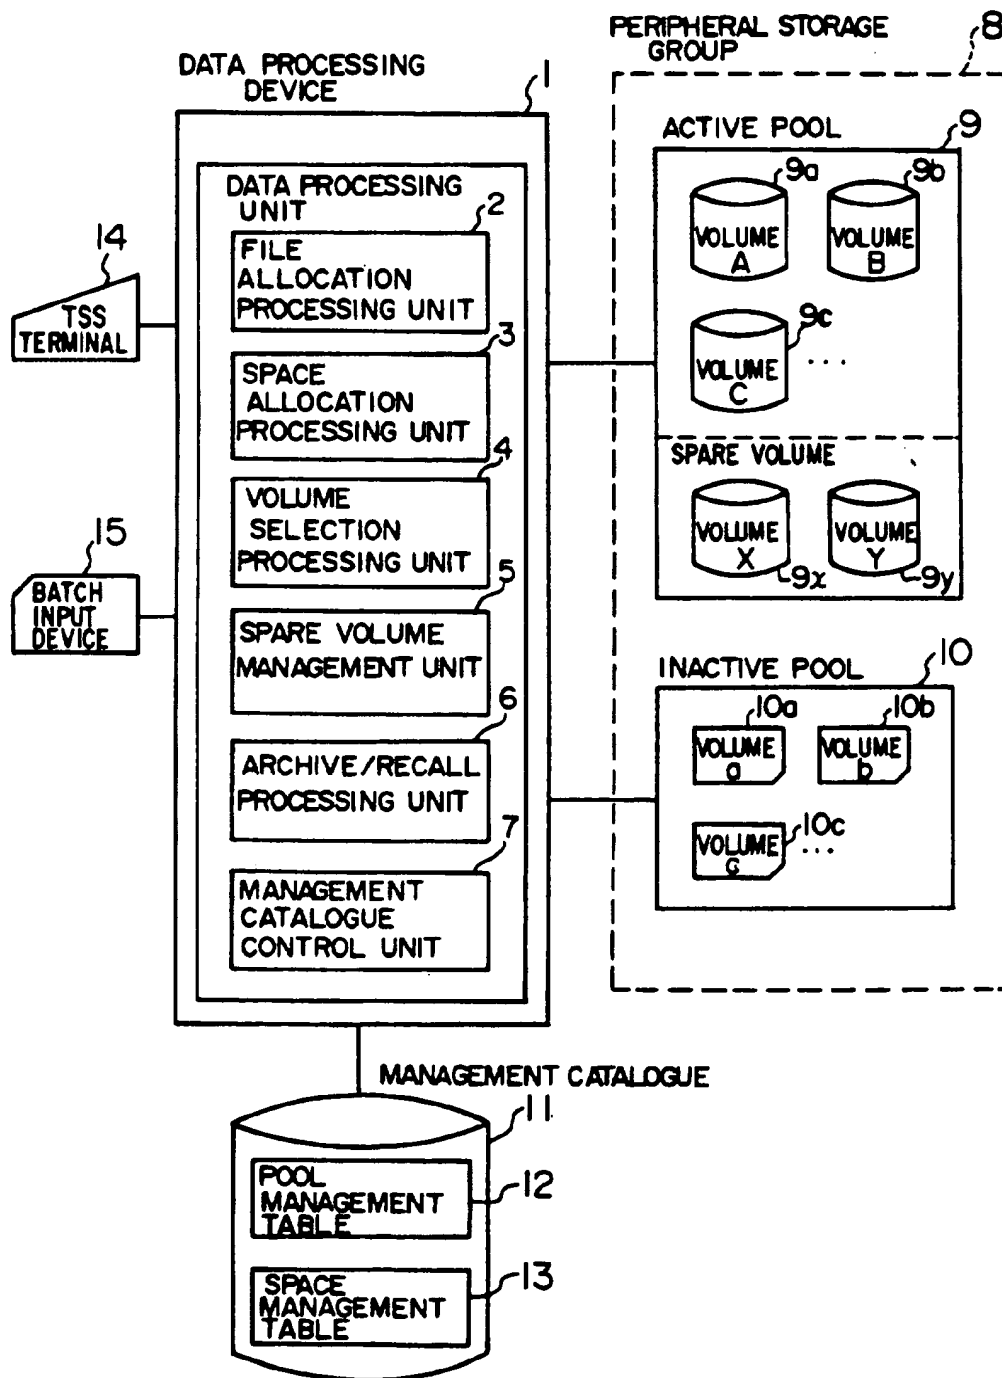 DATA PROCESSING
DEVICE
1
DATA PROCESSING
UNIT
2
FILE
ALLOCATION
PROCESSING UNIT
3
SPACE
ALLOCATION
PROCESSING UNIT
4
VOLUME
SELECTION
PROCESSING UNIT
5
SPARE VOLUME
MANAGEMENT UNIT
6
ARCHIVE/RECALL
PROCESSING UNIT
7
MANAGEMENT
CATALOGUE
CONTROL UNIT
14
TSS
TERMINAL
15
BATCH
INPUT
DEVICE
PERIPHERAL STORAGE
GROUP
8
ACTIVE POOL
9
9a
VOLUME
A
9b
VOLUME
B
9c
VOLUME
C
...
SPARE VOLUME
VOLUME
X
9x
VOLUME
Y
9y
INACTIVE POOL
10
10a
VOLUME
a
10b
VOLUME
b
10c
VOLUME
c
...
MANAGEMENT CATALOGUE
11
POOL
MANAGEMENT
TABLE
12
SPACE
MANAGEMENT
TABLE
13